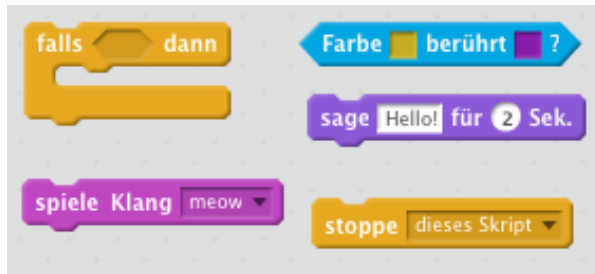 falls dann
Farbe berührt ?
sage Hello! für 2 Sek.
spiele Klang meow
stoppe dieses Skript